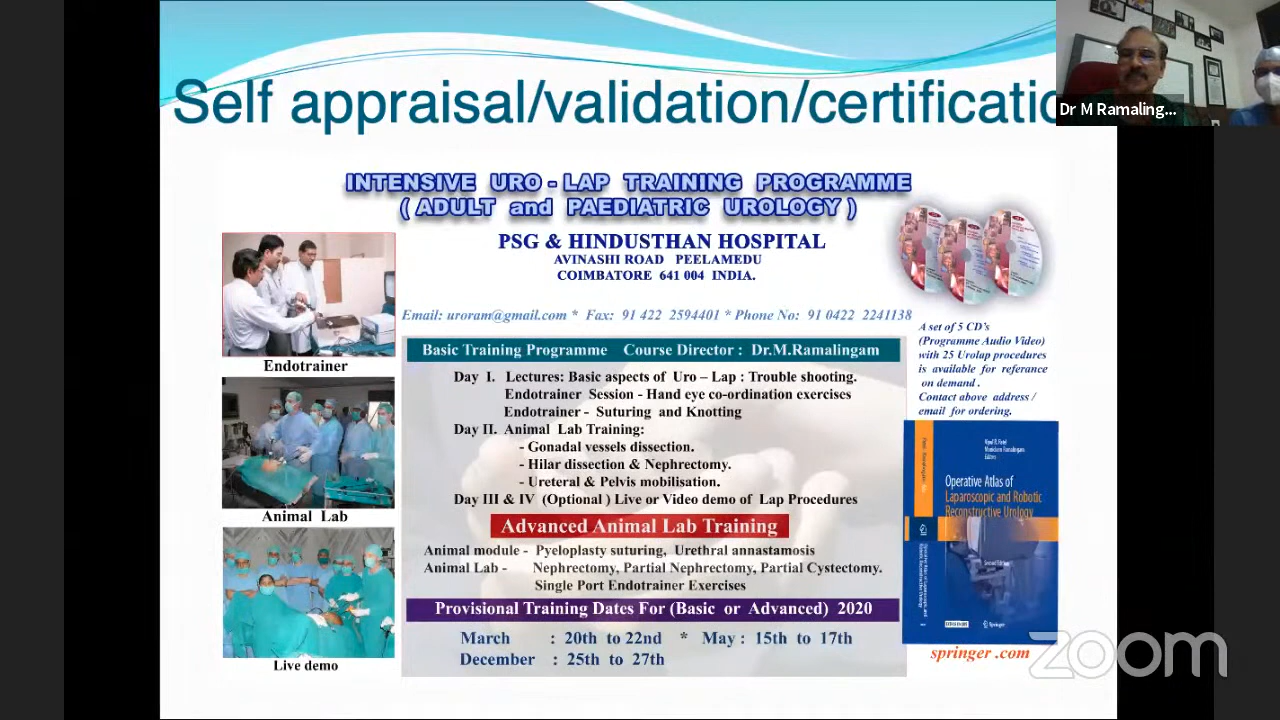 Self appraisal/validation/certificatio
Dr M Ramaling...
INTENSIVE URO - LAP TRAINING PROGRAMME
( ADULT and PAEDIATRIC UROLOGY )
PSG & HINDUSTHAN HOSPITAL
AVINASHI ROAD PEELAMEDU
COIMBATORE 641 004 INDIA.
Email: uroram@gmail.com * Fax: 91 422 2594401 * Phone No: 91 0422 2241138
Endotrainer
Animal Lab
Live demo
Basic Training Programme Course Director : Dr.M.Ramalingam
Day I. Lectures: Basic aspects of Uro – Lap : Trouble shooting.
Endotrainer Session - Hand eye co-ordination exercises
Endotrainer - Suturing and Knotting
Day II. Animal Lab Training:
- Gonadal vessels dissection.
- Hilar dissection & Nephrectomy.
- Ureteral & Pelvis mobilisation.
Day III & IV (Optional ) Live or Video demo of Lap Procedures
Advanced Animal Lab Training
Animal module - Pyeloplasty suturing, Urethral annastamosis
Animal Lab - Nephrectomy, Partial Nephrectomy, Partial Cystectomy.
Single Port Endotrainer Exercises
Provisional Training Dates For (Basic or Advanced) 2020
March : 20th to 22nd * May : 15th to 17th
December : 25th to 27th
A set of 5 CD's
(Programme Audio Video)
with 25 Urolap procedures
is available for referance
on demand .
Contact above address /
email for ordering.
Operative Atlas of
Laparoscopic and Robotic
Reconstructive Urology
Second Edition
Springer
springer .com
zoom